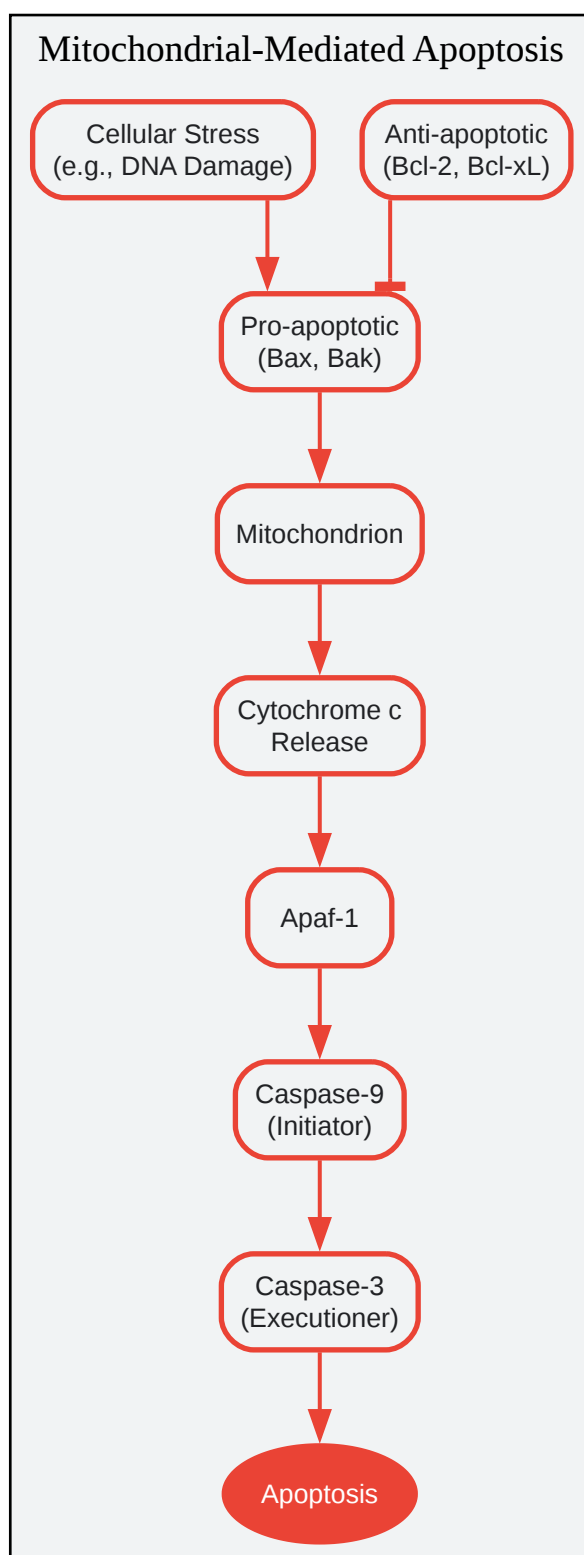 Mitochondrial-Mediated Apoptosis
Cellular Stress
(e.g., DNA Damage)
Anti-apoptotic
(Bcl-2, Bcl-xL)
Pro-apoptotic
(Bax, Bak)
Mitochondrion
Cytochrome c
Release
Apaf-1
Caspase-9
(Initiator)
Caspase-3
(Executioner)
Apoptosis